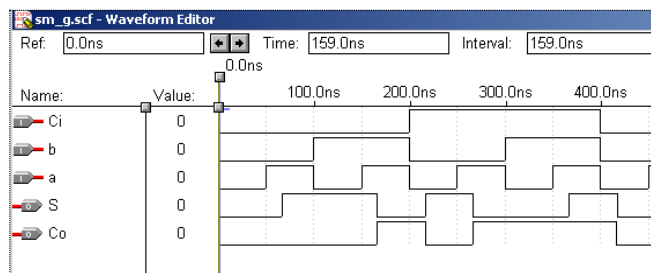 sm_g.scf - Waveform Editor
Ref: 0.0ns Time: 159.0ns Interval: 159.0ns
0.0ns
Name: Value: 100.0ns 200.0ns 300.0ns 400.0ns
Ci 0
b 0
a 0
S 0
Co 0